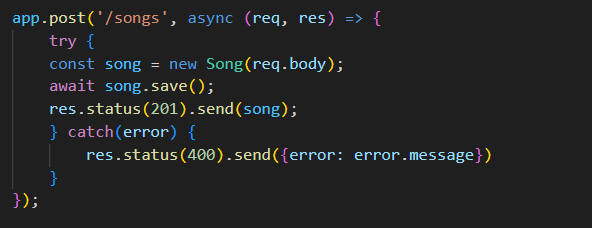 app.post('/songs', async (req, res) => {
    try {
    const song = new Song(req.body);
    await song.save();
    res.status(201).send(song);
    } catch(error) {
        res.status(400).send({error: error.message})
    }
});